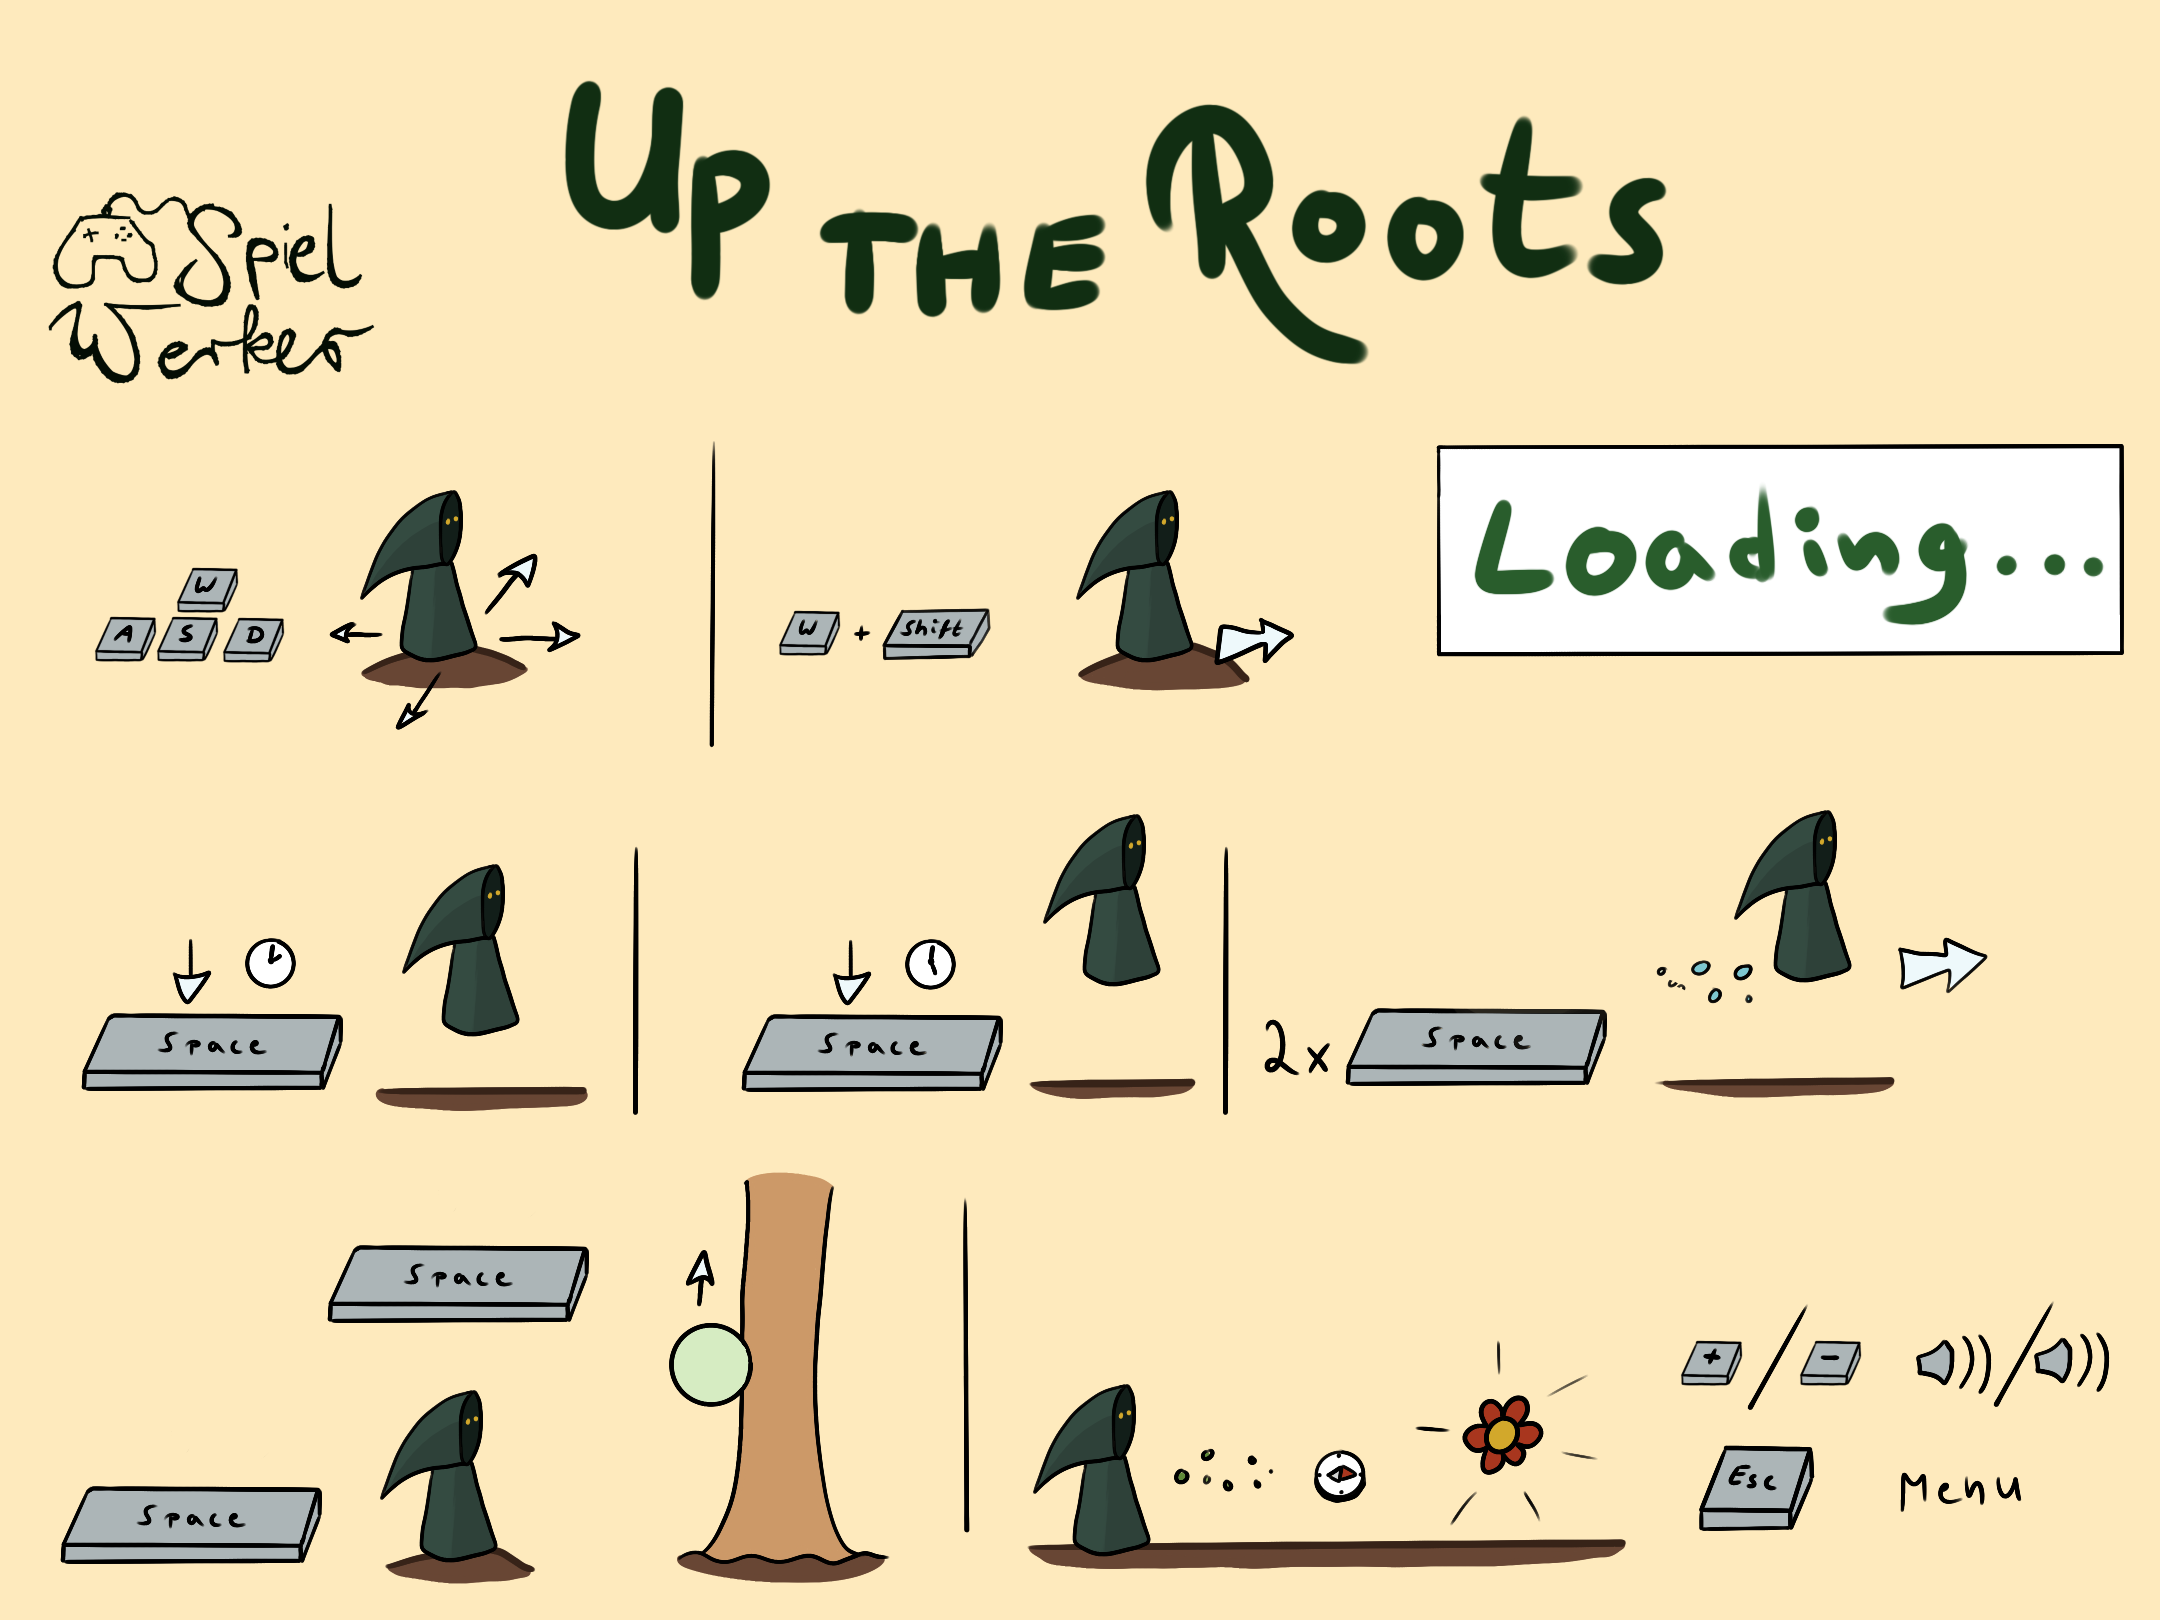 Up THE Roots
Spiel
Werker
Loading...
W
A S D
W + Shift
Space
Space
2x Space
Space
Space
+ / -
Esc Menu